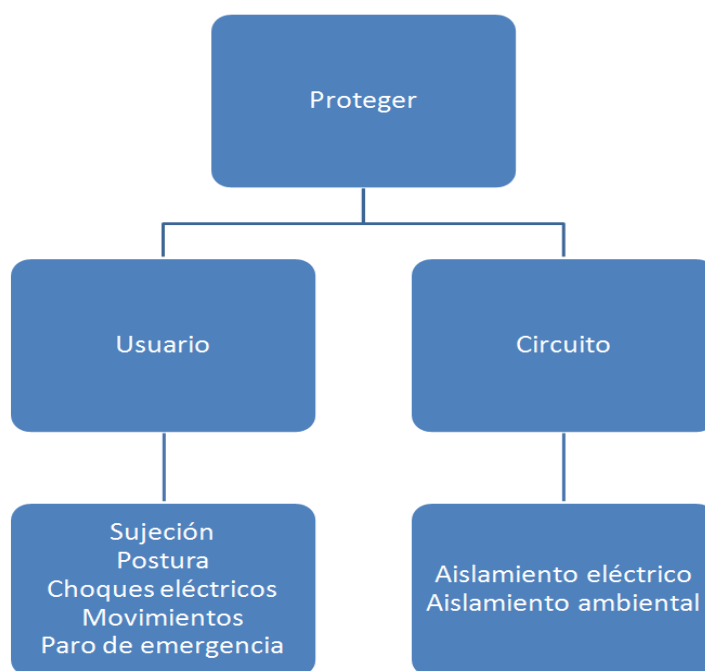 Proteger
Usuario
Circuito
Sujeción
Postura
Choques eléctricos
Movimientos
Paro de emergencia
Aislamiento eléctrico
Aislamiento ambiental